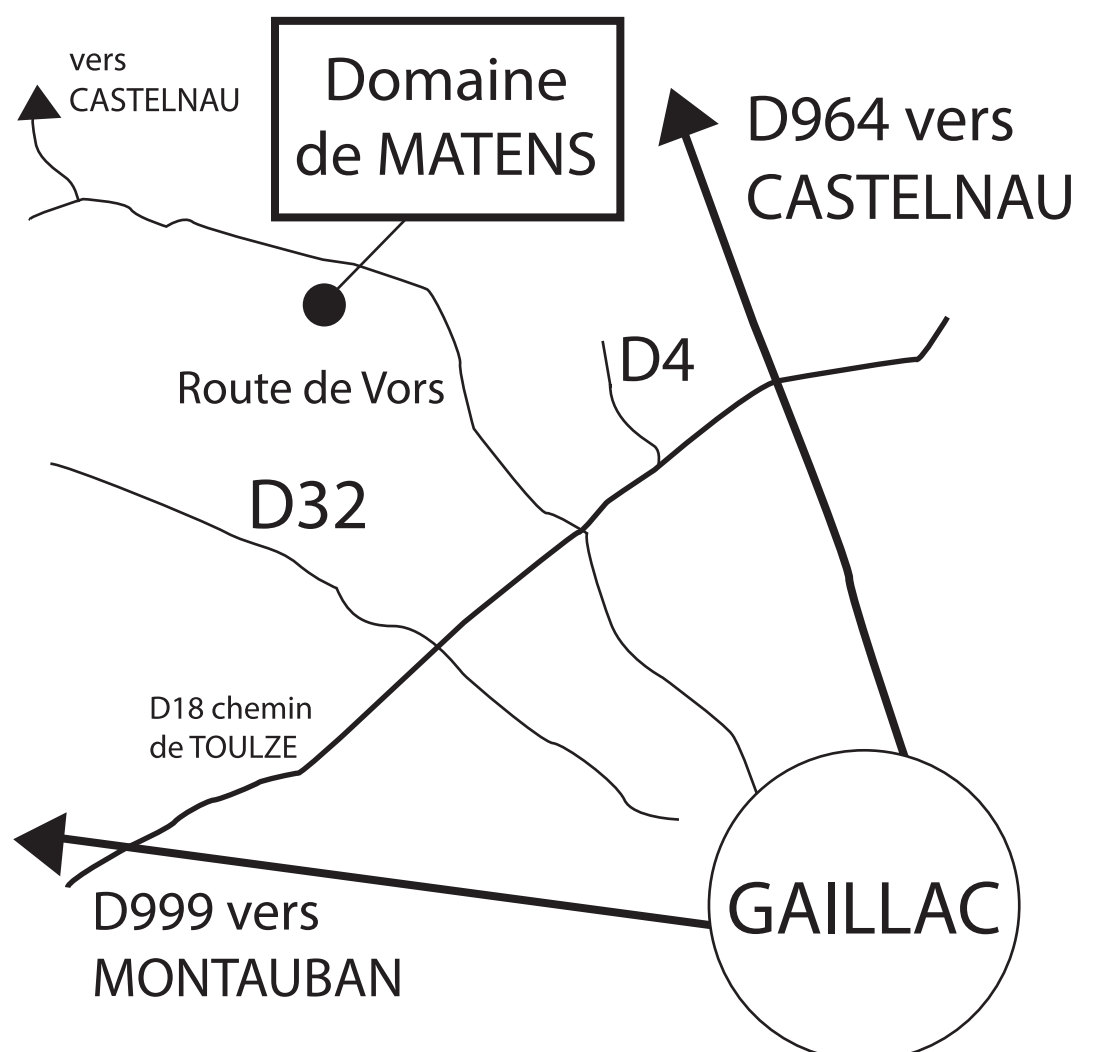 vers
CASTELNAU
Domaine
de MATENS
D964 vers
CASTELNAU
D4
Route de Vors
D32
D18 chemin
de TOULZE
D999 vers
MONTAUBAN
GAILLAC